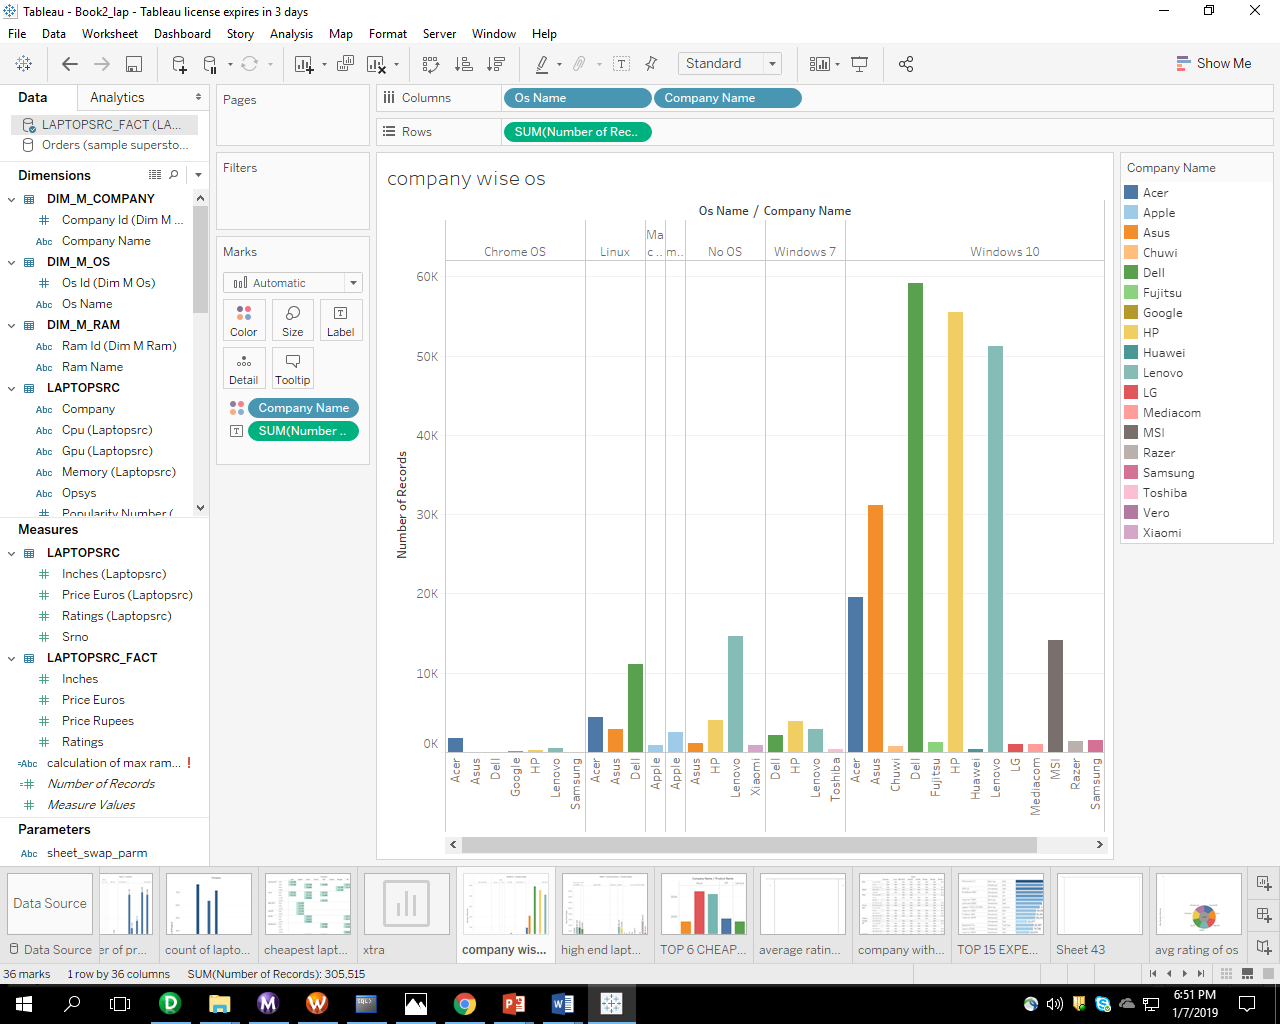 Tableau - Book2_lap - Tableau license expires in 3 days
File Data Worksheet Dashboard Story Analysis Map Format Server Window Help
Standard
Show Me
Data Analytics
LAPTOPSRC_FACT (LA...
Orders (sample supersto...
Dimensions
DIM_M_COMPANY
# Company Id (Dim M ...
Abc Company Name
DIM_M_OS
# Os Id (Dim M Os)
Abc Os Name
DIM_M_RAM
Abc Ram Id (Dim M Ram)
Abc Ram Name
LAPTOPSRC
Abc Company
Abc Cpu (Laptopsrc)
Abc Gpu (Laptopsrc)
Abc Memory (Laptopsrc)
Abc Opsys
# Popularity Number (
Measures
LAPTOPSRC
# Inches (Laptopsrc)
# Price Euros (Laptopsrc)
# Ratings (Laptopsrc)
# Srno
LAPTOPSRC_FACT
# Inches
# Price Euros
# Price Rupees
# Ratings
=Abc calculation of max ram... !
=# Number of Records
# Measure Values
Parameters
Abc sheet_swap_parm
Pages
Filters
Marks
Automatic
Color Size Label
Detail Tooltip
Company Name
SUM(Number ..
Columns Os Name Company Name
Rows SUM(Number of Rec..
company wise os
Os Name / Company Name
Chrome OS Linux Ma c .. m.. No OS Windows 7 Windows 10
Number of Records
60K
50K
40K
30K
20K
10K
0K
Acer Asus Dell Google HP Lenovo Samsung Acer Asus Dell Apple Apple Asus HP Lenovo Xiaomi Dell HP Lenovo Toshiba Acer Asus Chuwi Dell Fujitsu HP Huawei Lenovo LG Mediacom MSI Razer Samsung
Company Name
Acer
Apple
Asus
Chuwi
Dell
Fujitsu
Google
HP
Huawei
Lenovo
LG
Mediacom
MSI
Razer
Samsung
Toshiba
Vero
Xiaomi
Data Source
Data Source er of pr... count of lapto... cheapest lapt... xtra company wis... high end lapt... TOP 6 CHEAP... average ratin... company with... TOP 15 EXPE... Sheet 43 avg rating of os
36 marks 1 row by 36 columns SUM(Number of Records): 305,515
6:51 PM
1/7/2019